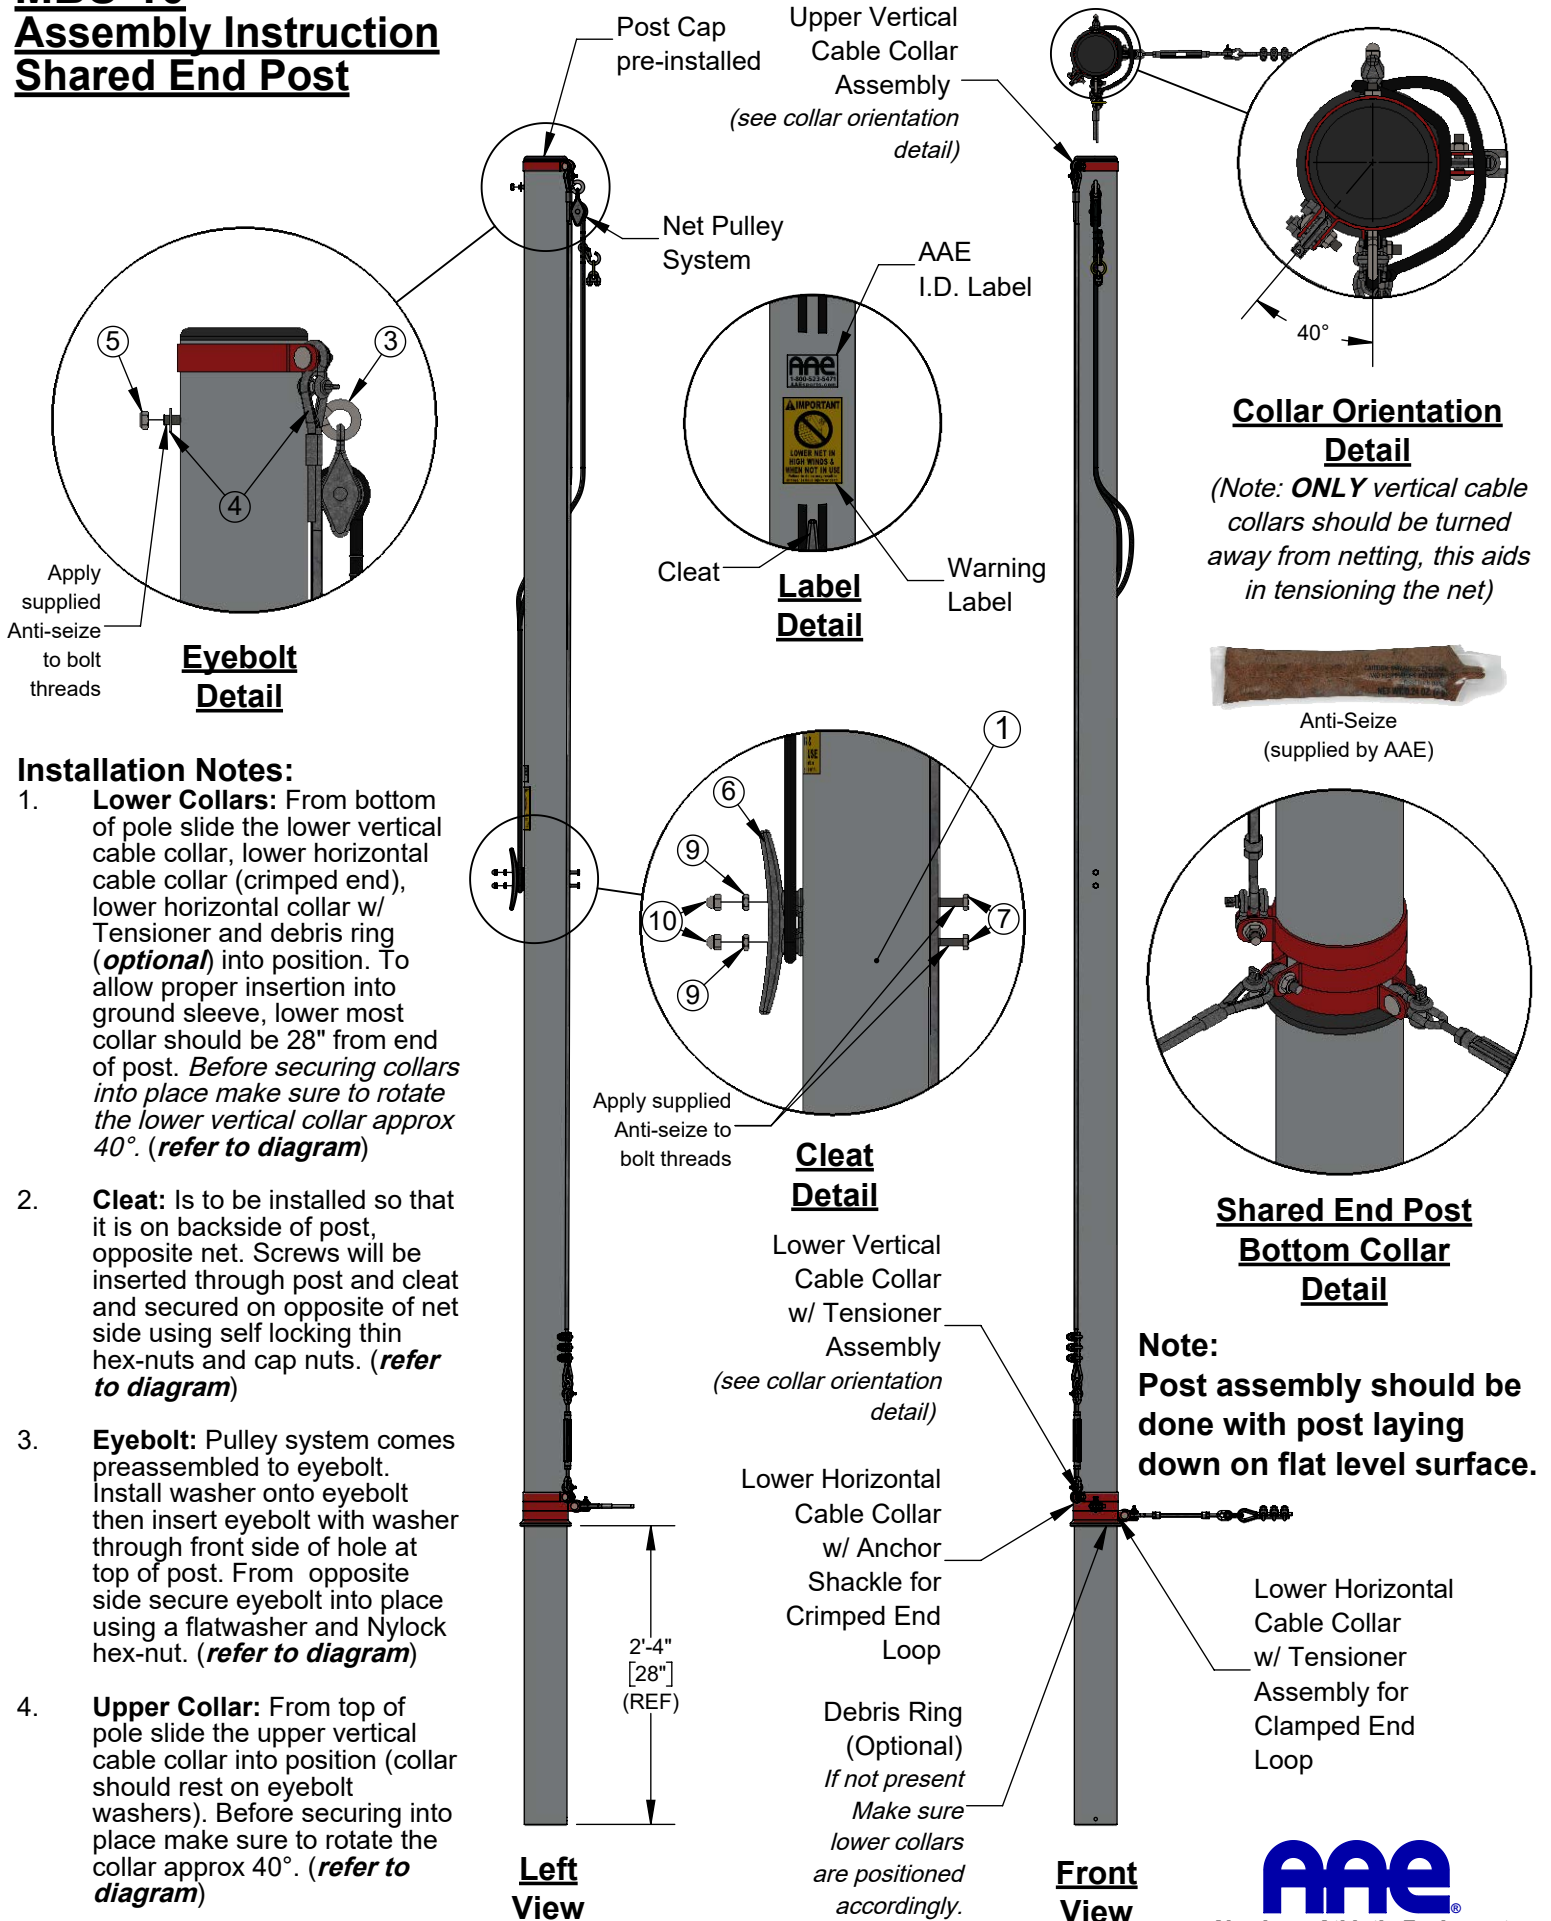 Assembly Instruction
Shared End Post
Post Cap
pre-installed
Upper Vertical
Cable Collar
Assembly
(see collar orientation
detail)
Net Pulley
System
AAE
I.D. Label
40°
5
3
4
AAE
1-800-523-5471
IMPORTANT
LOWER NET IN
HIGH WINDS &
WHEN NOT IN USE
Collar Orientation
Detail
(Note: ONLY vertical cable
collars should be turned
away from netting, this aids
in tensioning the net)
Apply
supplied
Anti-seize
to bolt
threads
Eyebolt
Detail
Cleat
Label
Detail
Warning
Label
Anti-Seize
(supplied by AAE)
Installation Notes:
1. Lower Collars: From bottom
of pole slide the lower vertical
cable collar, lower horizontal
cable collar (crimped end),
lower horizontal collar w/
Tensioner and debris ring
(optional) into position. To
allow proper insertion into
ground sleeve, lower most
collar should be 28" from end
of post. Before securing collars
into place make sure to rotate
the lower vertical collar approx
40°. (refer to diagram)
2. Cleat: Is to be installed so that
it is on backside of post,
opposite net. Screws will be
inserted through post and cleat
and secured on opposite of net
side using self locking thin
hex-nuts and cap nuts. (refer
to diagram)
3. Eyebolt: Pulley system comes
preassembled to eyebolt.
Install washer onto eyebolt
then insert eyebolt with washer
through front side of hole at
top of post. From opposite
side secure eyebolt into place
using a flatwasher and Nylock
hex-nut. (refer to diagram)
4. Upper Collar: From top of
pole slide the upper vertical
cable collar into position (collar
should rest on eyebolt
washers). Before securing into
place make sure to rotate the
collar approx 40°. (refer to
diagram)
1
6
9
10
9
7
USE
Apply supplied
Anti-seize to
bolt threads
Cleat
Detail
Shared End Post
Bottom Collar
Detail
Lower Vertical
Cable Collar
w/ Tensioner
Assembly
(see collar orientation
detail)
Note:
Post assembly should be
done with post laying
down on flat level surface.
Lower Horizontal
Cable Collar
w/ Anchor
Shackle for
Crimped End
Loop
Lower Horizontal
Cable Collar
w/ Tensioner
Assembly for
Clamped End
Loop
2'-4"
[28"]
(REF)
Debris Ring
(Optional)
If not present
Make sure
lower collars
are positioned
accordingly.
Left
View
Front
View
AAE®